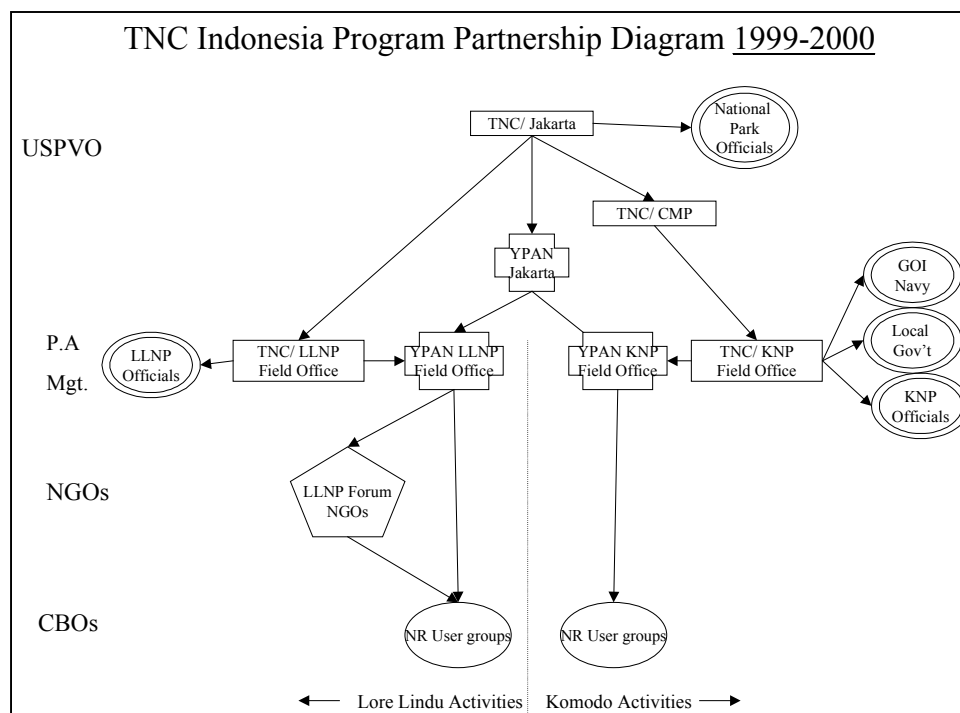 TNC Indonesia Program Partnership Diagram 1999-2000
USPVO
TNC/ Jakarta
National
Park
Officials
TNC/ CMP
YPAN
Jakarta
GOI
Navy
P.A
Mgt.
LLNP
Officials
TNC/ LLNP
Field Office
YPAN LLNP
Field Office
YPAN KNP
Field Office
TNC/ KNP
Field Office
Local
Gov't
KNP
Officials
NGOs
LLNP Forum
NGOs
CBOs
NR User groups
NR User groups
Lore Lindu Activities
Komodo Activities